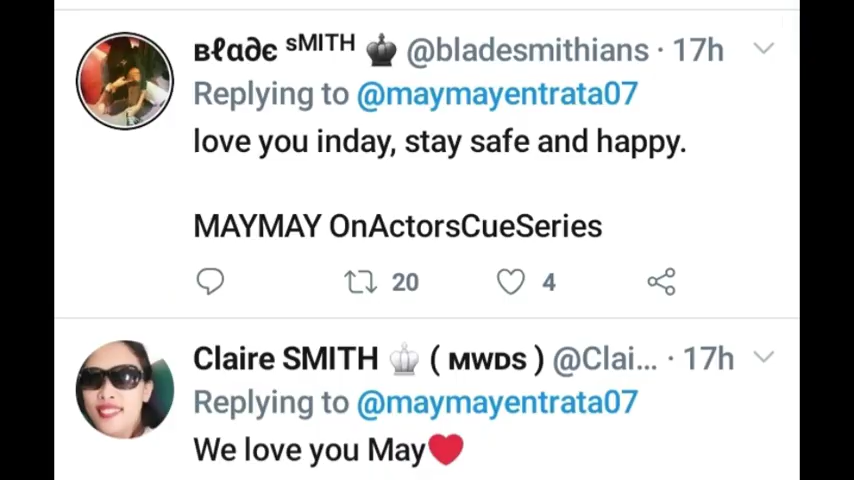 вℓα∂є ˢᴹᴵᵀᴴ ♚ @bladesmithians · 17h
Replying to @maymayentrata07
love you inday, stay safe and happy.
MAYMAY OnActorsCueSeries
20 4
Claire SMITH ♔ ( ᴍᴡᴅs ) @Clai... · 17h
Replying to @maymayentrata07
We love you May❤